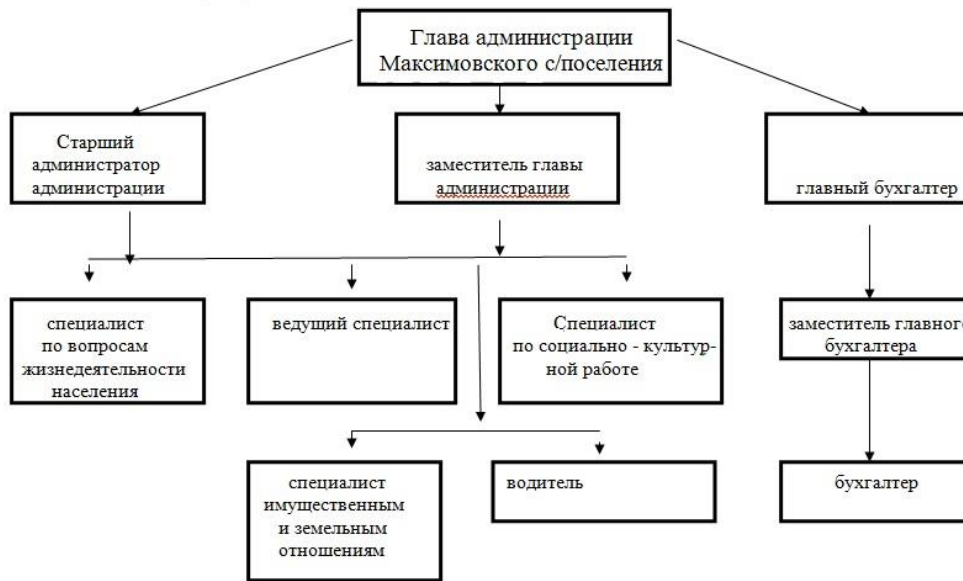 Глава администрации
Максимовского с/поселения
Старший
администратор
администрации
заместитель главы
администрации
главный бухгалтер
специалист
по вопросам
жизнедеятельности
населения
ведущий специалист
Специалист
по социально - культур-
ной работе
заместитель главного
бухгалтера
специалист
имущественным
и земельным
отношениям
водитель
бухгалтер